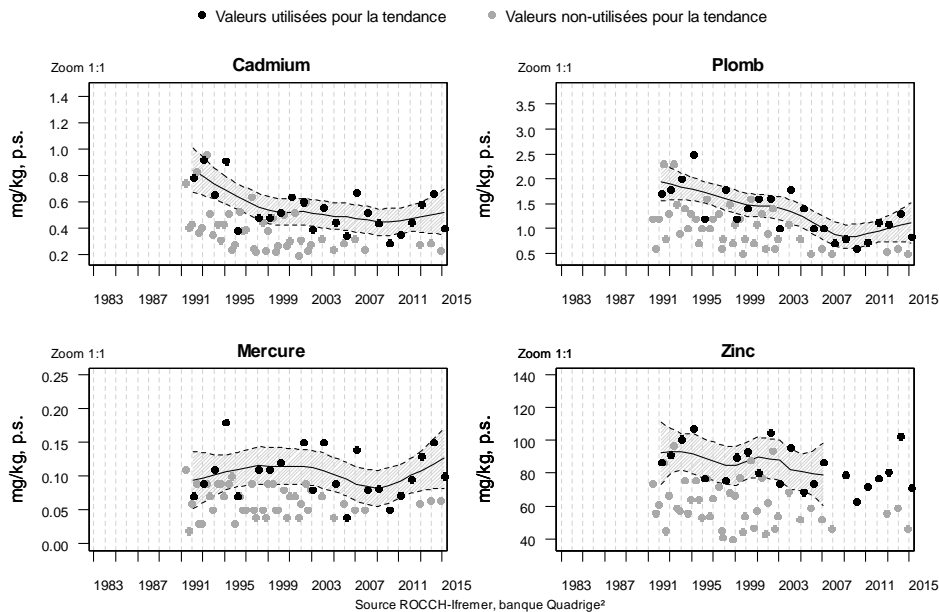 Valeurs utilisées pour la tendance Valeurs non-utilisées pour la tendance
Zoom 1:1 Cadmium
mg/kg, p.s.
1.4
1.2
1.0
0.8
0.6
0.4
0.2
1983 1987 1991 1995 1999 2003 2007 2011 2015
Zoom 1:1 Plomb
mg/kg, p.s.
3.5
3.0
2.5
2.0
1.5
1.0
0.5
1983 1987 1991 1995 1999 2003 2007 2011 2015
Zoom 1:1 Mercure
mg/kg, p.s.
0.25
0.20
0.15
0.10
0.05
0.00
1983 1987 1991 1995 1999 2003 2007 2011 2015
Zoom 1:1 Zinc
mg/kg, p.s.
140
120
100
80
60
40
1983 1987 1991 1995 1999 2003 2007 2011 2015
Source ROCCH-Ifremer, banque Quadrige²